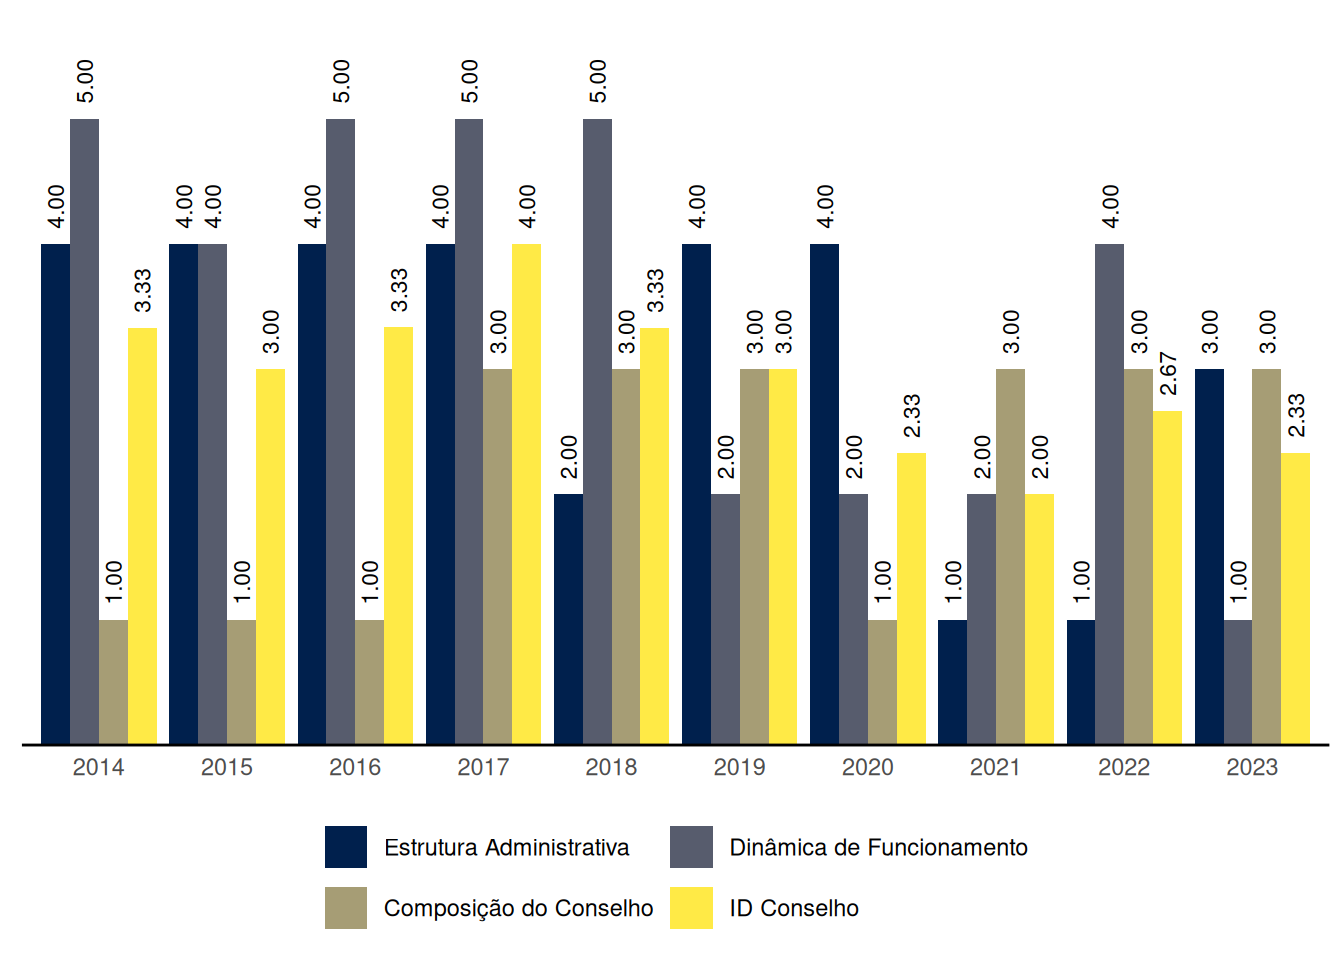 4.00 5.00 1.00 3.33
4.00 4.00 1.00 3.00
4.00 5.00 1.00 3.33
4.00 5.00 3.00 4.00
2.00 5.00 3.00 3.33
4.00 2.00 3.00 3.00
4.00 2.00 1.00 2.33
1.00 2.00 3.00 2.00
1.00 4.00 3.00 2.67
3.00 1.00 3.00 2.33
2014 2015 2016 2017 2018 2019 2020 2021 2022 2023
Estrutura Administrativa Dinâmica de Funcionamento
Composição do Conselho ID Conselho